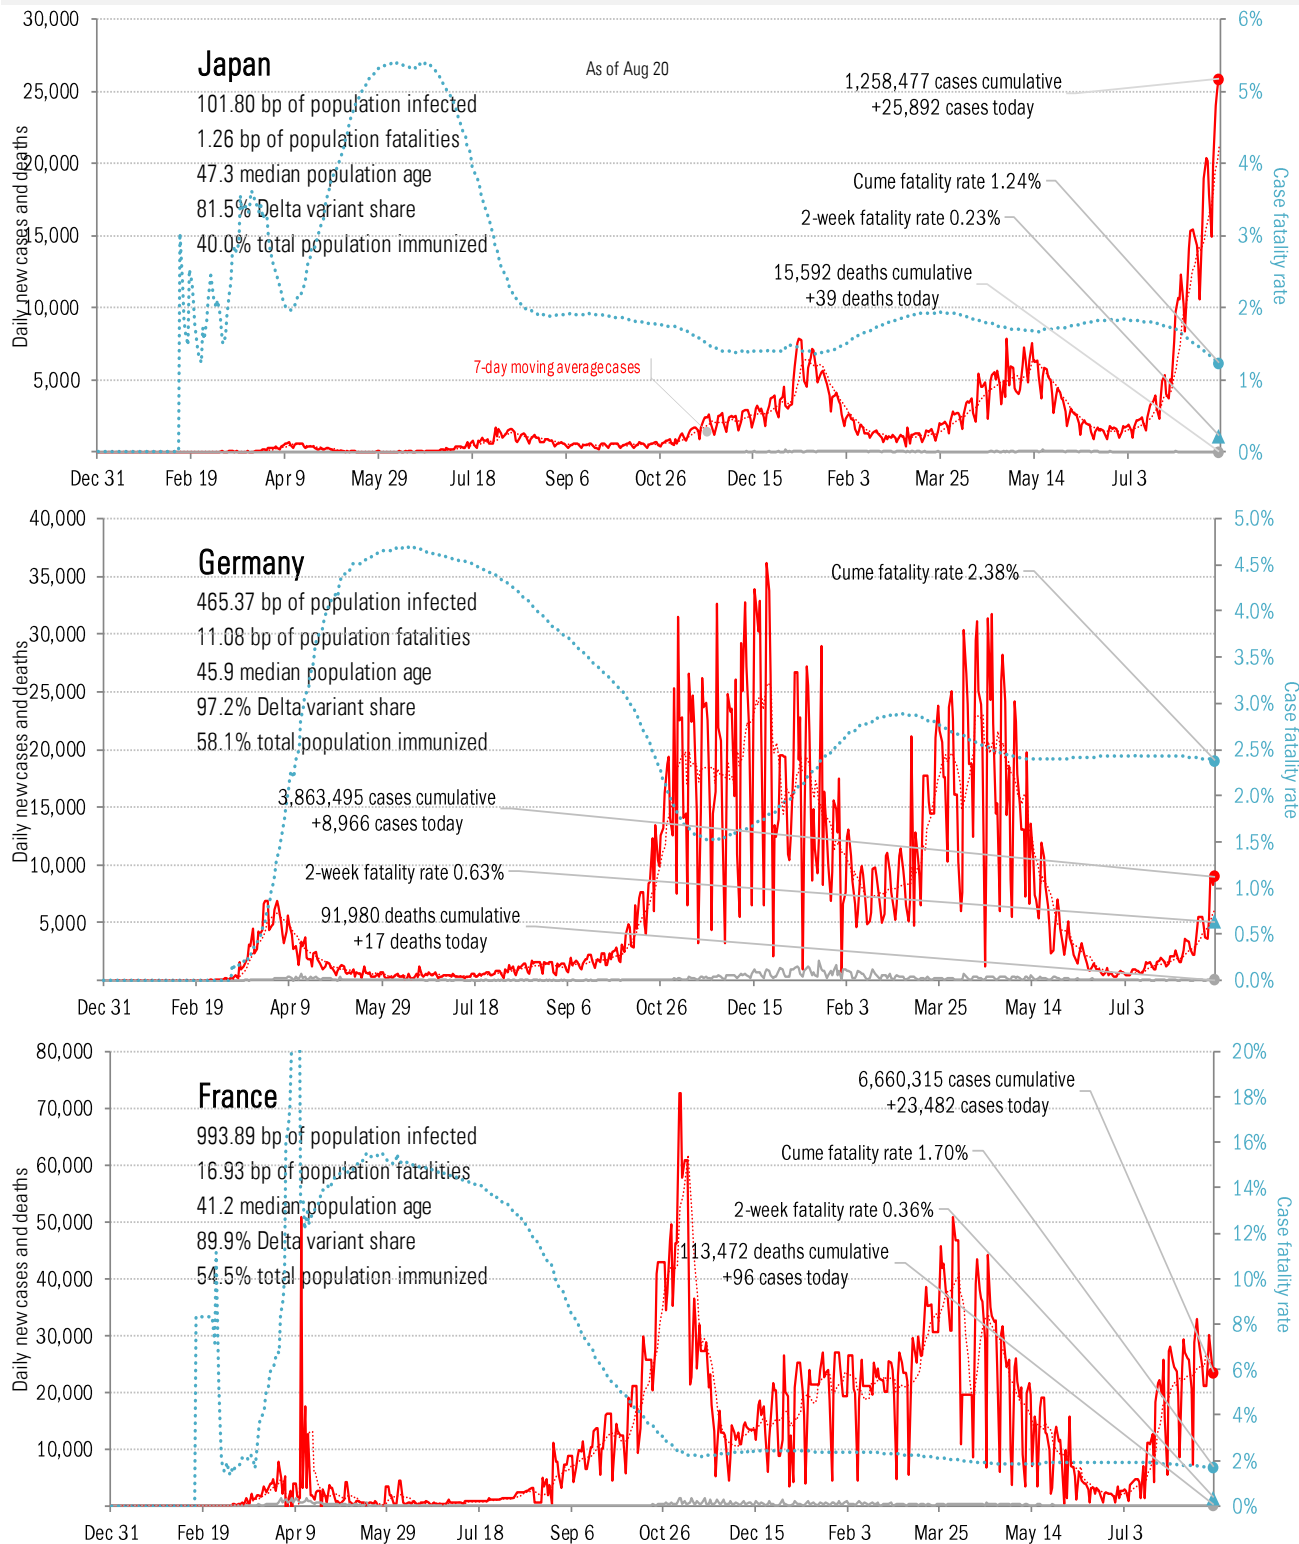 30,000
6%
Japan
As of Aug 20
1,258,477 cases cumulative
+25,892 cases today
25,000
5%
101.80 bp of population infected
1.26 bp of population fatalities
20,000
4%
47.3 median population age
Cume fatality rate 1.24%
81.5% Delta variant share
2-week fatality rate 0.23%
15,000
3%
40.0% total population immunized
15,592 deaths cumulative
+39 deaths today
10,000
2%
7-day moving average cases
5,000
1%
0%
Daily new cases and deaths
Case fatality rate
Dec 31 Feb 19 Apr 9 May 29 Jul 18 Sep 6 Oct 26 Dec 15 Feb 3 Mar 25 May 14 Jul 3
40,000
5.0%
Germany
35,000
4.5%
Cume fatality rate 2.38%
465.37 bp of population infected
4.0%
30,000
11.08 bp of population fatalities
3.5%
45.9 median population age
25,000
97.2% Delta variant share
3.0%
58.1% total population immunized
20,000
2.5%
3,863,495 cases cumulative
+8,966 cases today
15,000
2.0%
1.5%
10,000
2-week fatality rate 0.63%
1.0%
91,980 deaths cumulative
+17 deaths today
5,000
0.5%
0.0%
Daily new cases and deaths
Case fatality rate
Dec 31 Feb 19 Apr 9 May 29 Jul 18 Sep 6 Oct 26 Dec 15 Feb 3 Mar 25 May 14 Jul 3
80,000
20%
France
6,660,315 cases cumulative
+23,482 cases today
70,000
18%
993.89 bp of population infected
16%
60,000
16.93 bp of population fatalities
Cume fatality rate 1.70%
14%
41.2 median population age
2-week fatality rate 0.36%
50,000
12%
89.9% Delta variant share
113,472 deaths cumulative
+96 cases today
54.5% total population immunized
40,000
10%
30,000
8%
6%
20,000
4%
10,000
2%
0%
Daily new cases and deaths
Case fatality rate
Dec 31 Feb 19 Apr 9 May 29 Jul 18 Sep 6 Oct 26 Dec 15 Feb 3 Mar 25 May 14 Jul 3